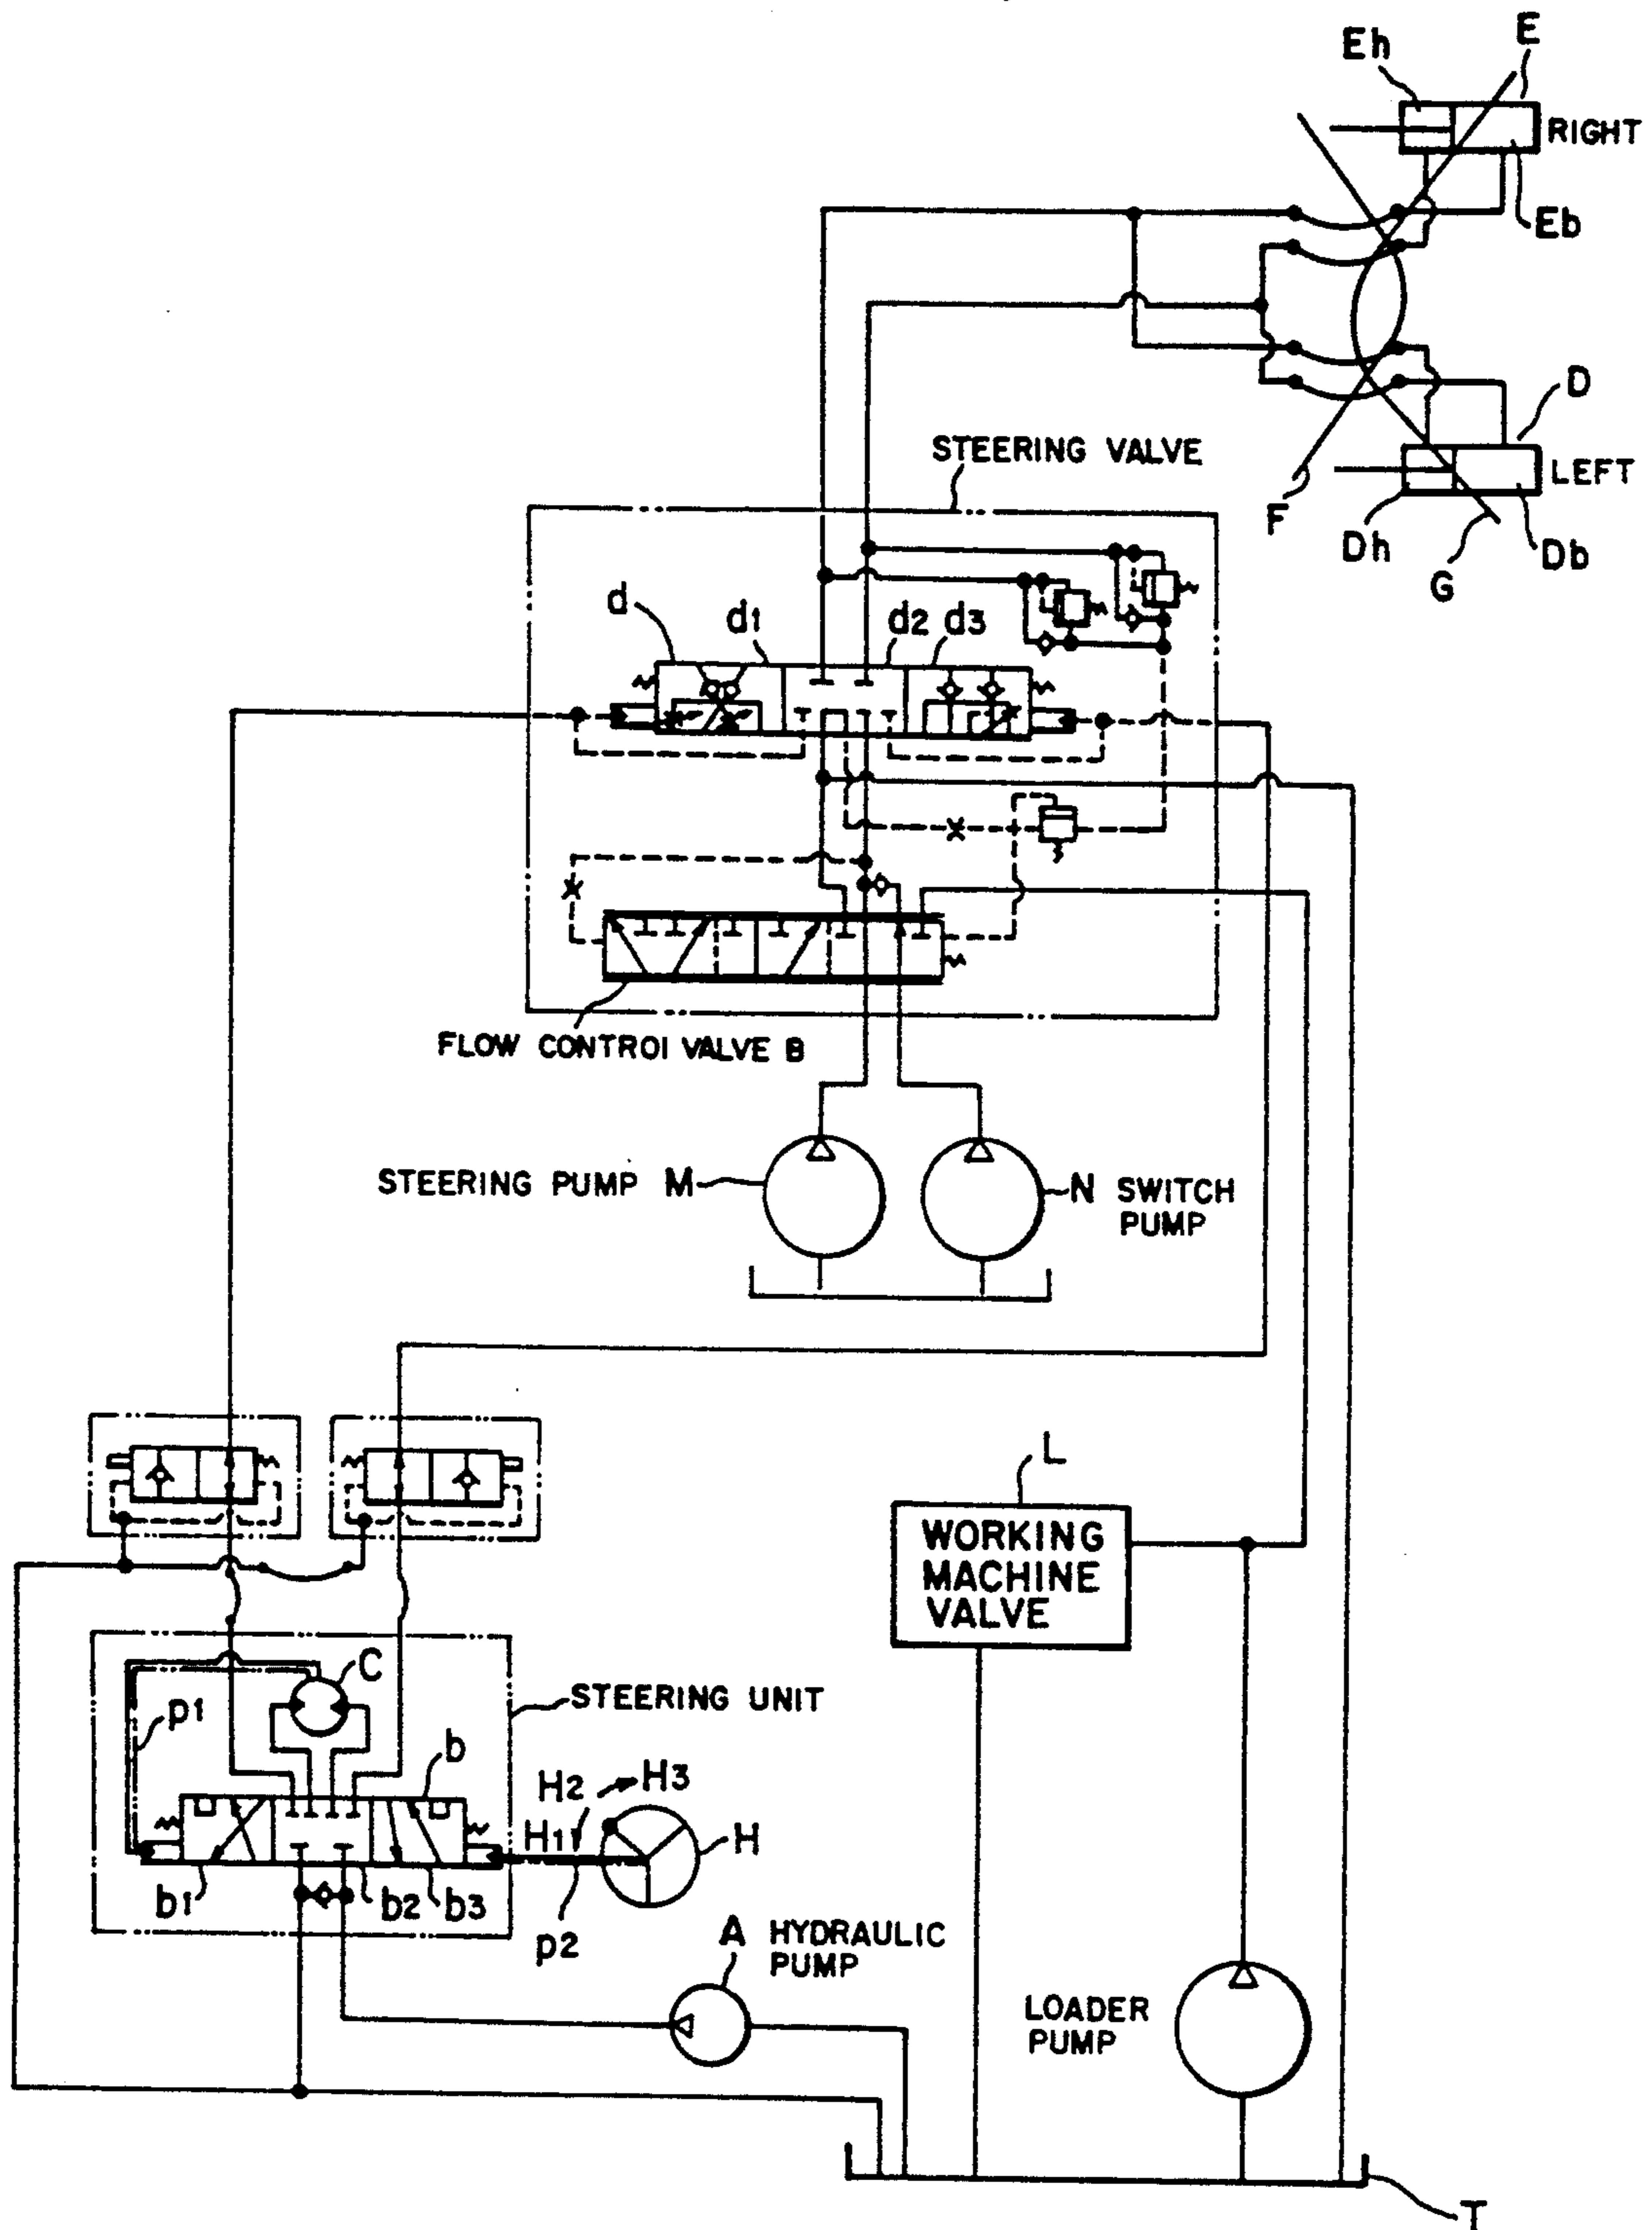 E
Eh
RIGHT
Eb
D
STEERING VALVE
LEFT
F
Dh
Db
G
d
d1
d2
d3
FLOW CONTROI VALVE B
STEERING PUMP M
N SWITCH
PUMP
L
WORKING
MACHINE
VALVE
C
STEERING UNIT
p1
b
H2
H3
H1
H
b1
b2
b3
p2
A HYDRAULIC
PUMP
LOADER
PUMP
T